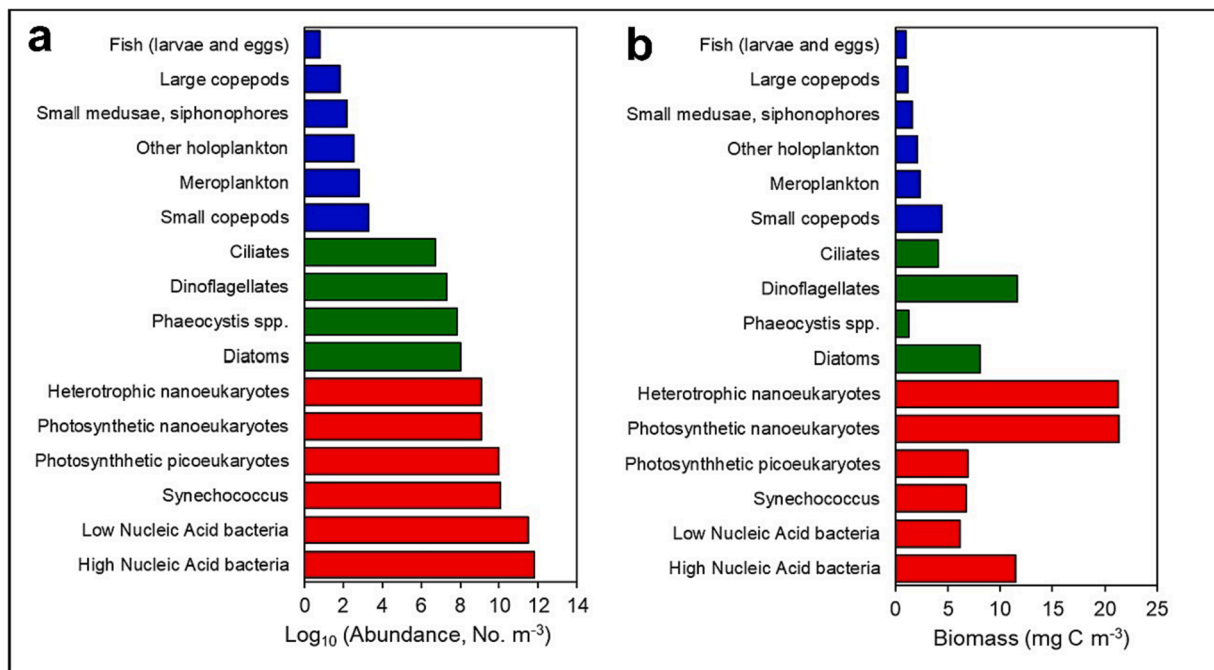 a
Fish (larvae and eggs)
Large copepods
Small medusae, siphonophores
Other holoplankton
Meroplankton
Small copepods
Ciliates
Dinoflagellates
Phaeocystis spp.
Diatoms
Heterotrophic nanoeukaryotes
Photosynthetic nanoeukaryotes
Photosynthhetic picoeukaryotes
Synechococcus
Low Nucleic Acid bacteria
High Nucleic Acid bacteria
0 2 4 6 8 10 12 14
Log₁₀ (Abundance, No. m⁻³)
b
Fish (larvae and eggs)
Large copepods
Small medusae, siphonophores
Other holoplankton
Meroplankton
Small copepods
Ciliates
Dinoflagellates
Phaeocystis spp.
Diatoms
Heterotrophic nanoeukaryotes
Photosynthetic nanoeukaryotes
Photosynthhetic picoeukaryotes
Synechococcus
Low Nucleic Acid bacteria
High Nucleic Acid bacteria
0 5 10 15 20 25
Biomass (mg C m⁻³)